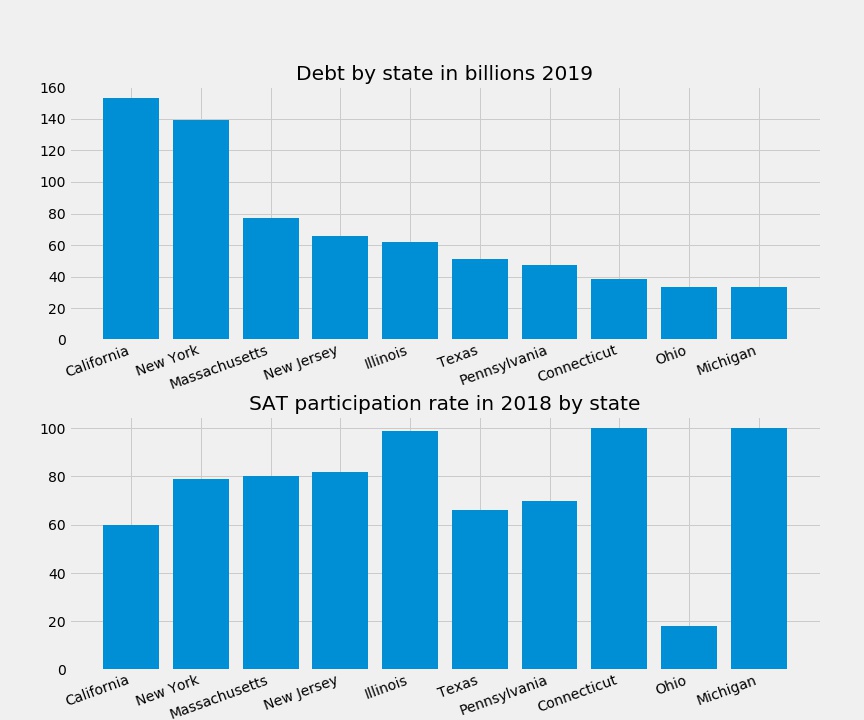 Debt by state in billions 2019
160
140
120
100
80
60
40
20
0
California
New York
Massachusetts
New Jersey
Illinois
Texas
Pennsylvania
Connecticut
Ohio
Michigan
SAT participation rate in 2018 by state
100
80
60
40
20
0
California
New York
Massachusetts
New Jersey
Illinois
Texas
Pennsylvania
Connecticut
Ohio
Michigan